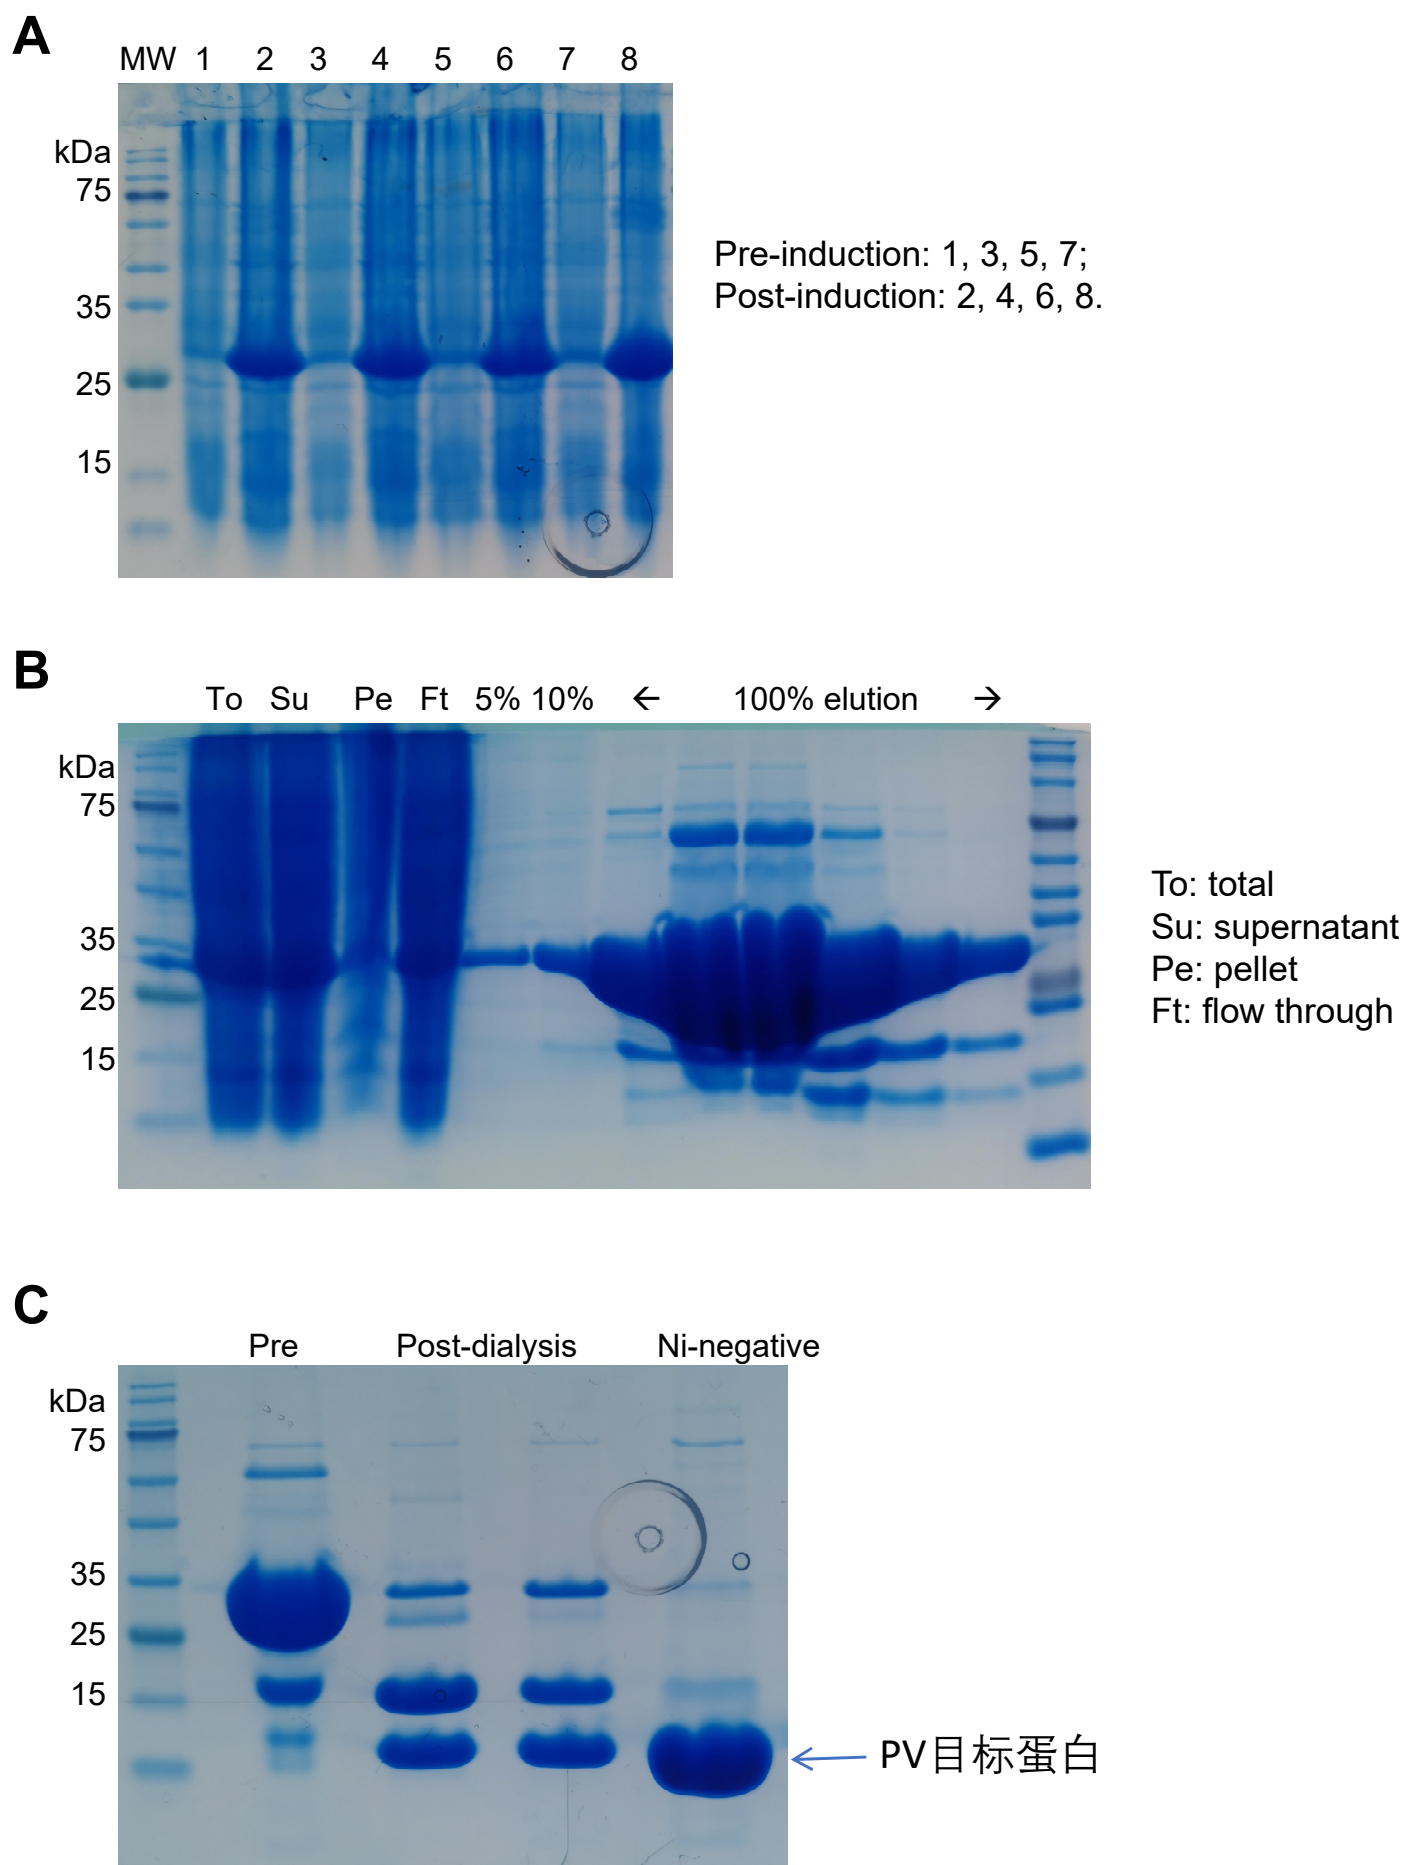 A
MW 1 2 3 4 5 6 7 8
kDa
75
35
25
15
Pre-induction: 1, 3, 5, 7;
Post-induction: 2, 4, 6, 8.
B
To Su Pe Ft 5% 10% ← 100% elution →
kDa
75
35
25
15
To: total
Su: supernatant
Pe: pellet
Ft: flow through
C
Pre Post-dialysis Ni-negative
kDa
75
35
25
15
PV目标蛋白